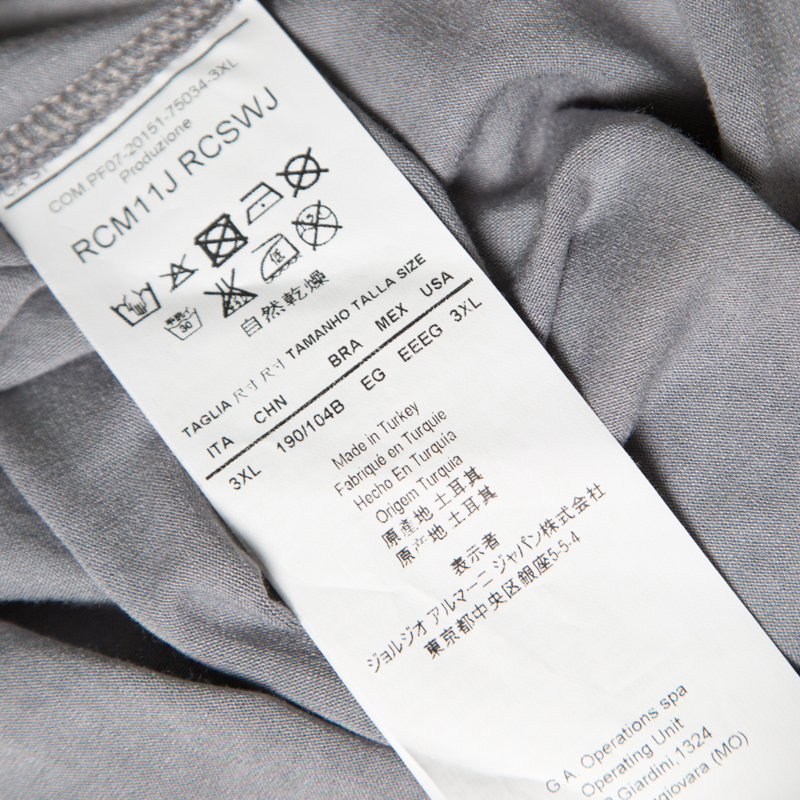 COM.PF07-20151-75034-3XL
Produzione
RCM11J RCSWJ
低
30
自然乾燥
TAGLIA 尺寸 尺寸 TAMANHO TALLA SIZE
ITA CHN BRA MEX USA
3XL 190/104B EG EEEG 3XL
Made in Turkey
Fabriqué en Turquie
Hecho En Turquia
Origem Turquia
原産地 土耳其
原产地 土耳其
表示者
ジョルジオ アルマーニ ジャパン株式会社
東京都中央区銀座5-5-4
G.A. Operations spa
Operating Unit
Giardini, 1324
(MO)